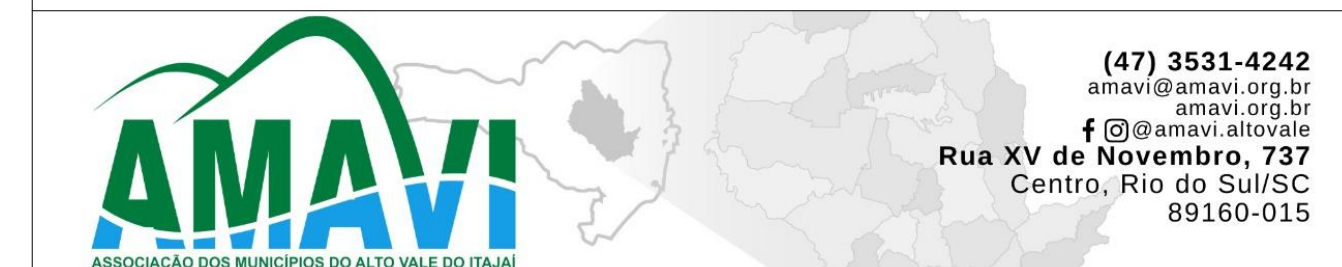 AMAVI
ASSOCIAÇÃO DOS MUNICÍPIOS DO ALTO VALE DO ITAJAÍ
(47) 3531-4242
amavi@amavi.org.br
amavi.org.br
@amavi.altovale
Rua XV de Novembro, 737
Centro, Rio do Sul/SC
89160-015